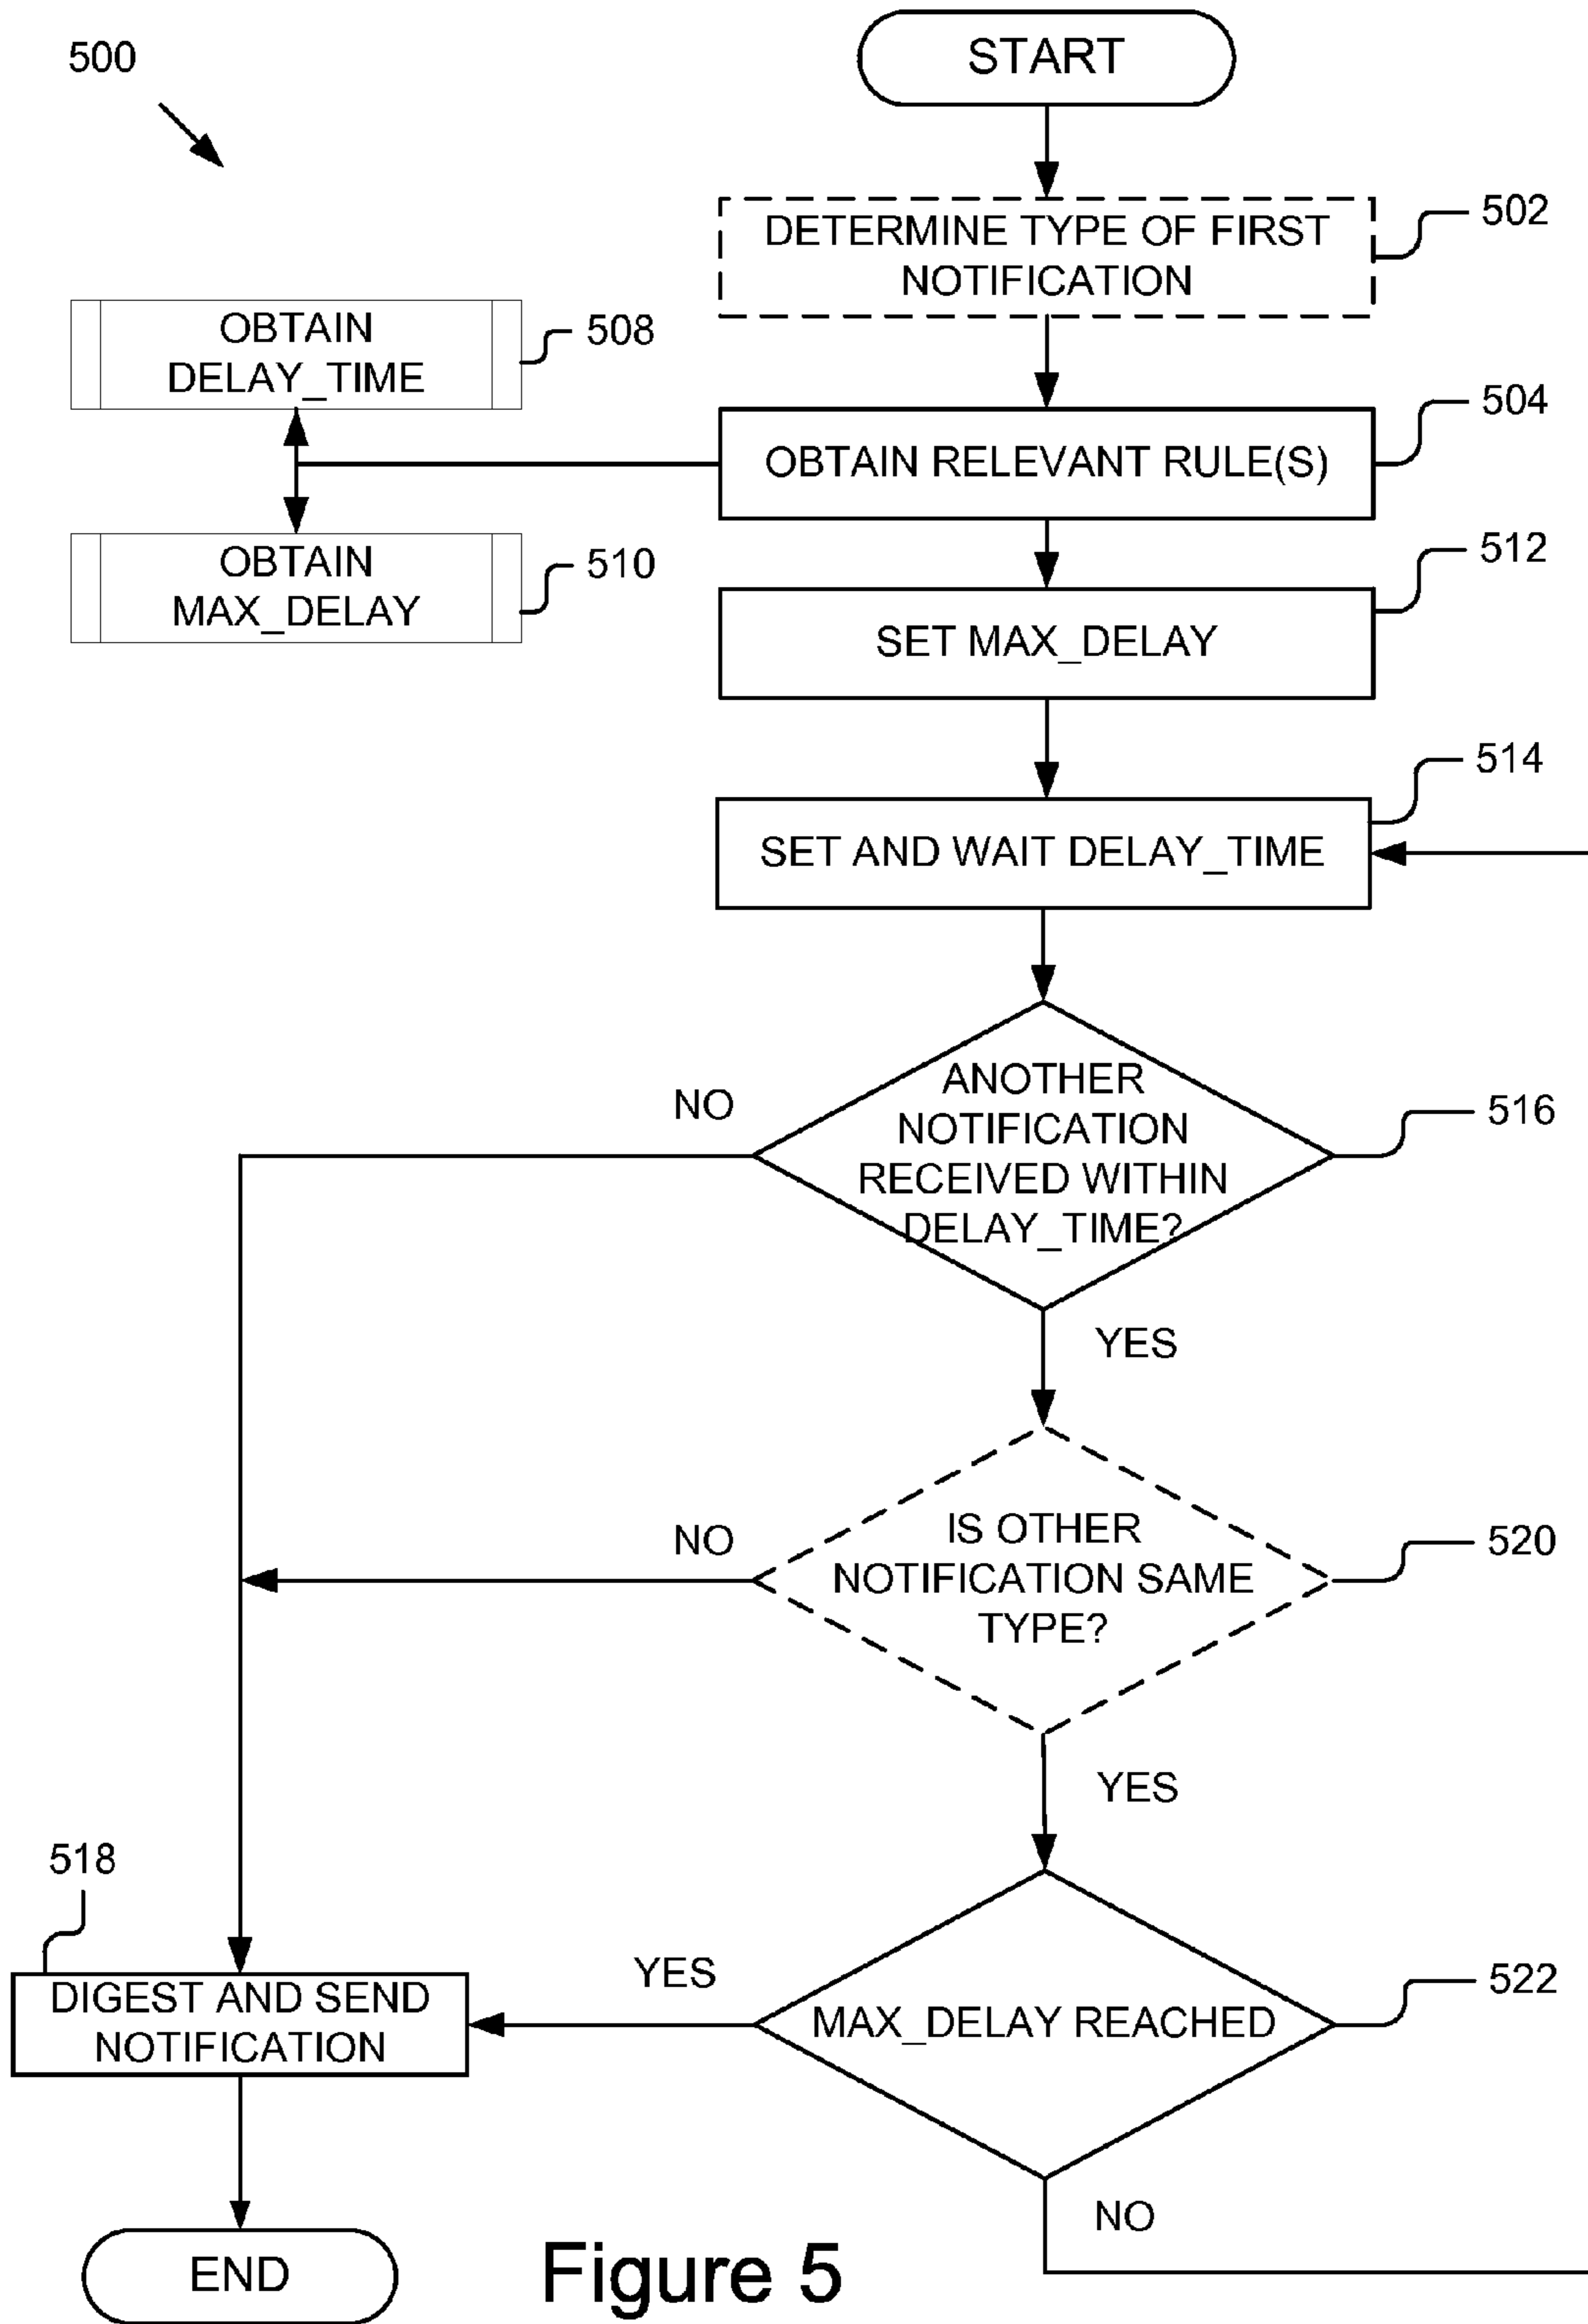 500
START
DETERMINE TYPE OF FIRST
NOTIFICATION
502
OBTAIN
DELAY_TIME
508
OBTAIN RELEVANT RULE(S)
504
OBTAIN
MAX_DELAY
510
SET MAX_DELAY
512
SET AND WAIT DELAY_TIME
514
ANOTHER
NOTIFICATION
RECEIVED WITHIN
DELAY_TIME?
516
NO
YES
IS OTHER
NOTIFICATION SAME
TYPE?
520
NO
YES
518
DIGEST AND SEND
NOTIFICATION
YES
MAX_DELAY REACHED
522
NO
END
Figure 5